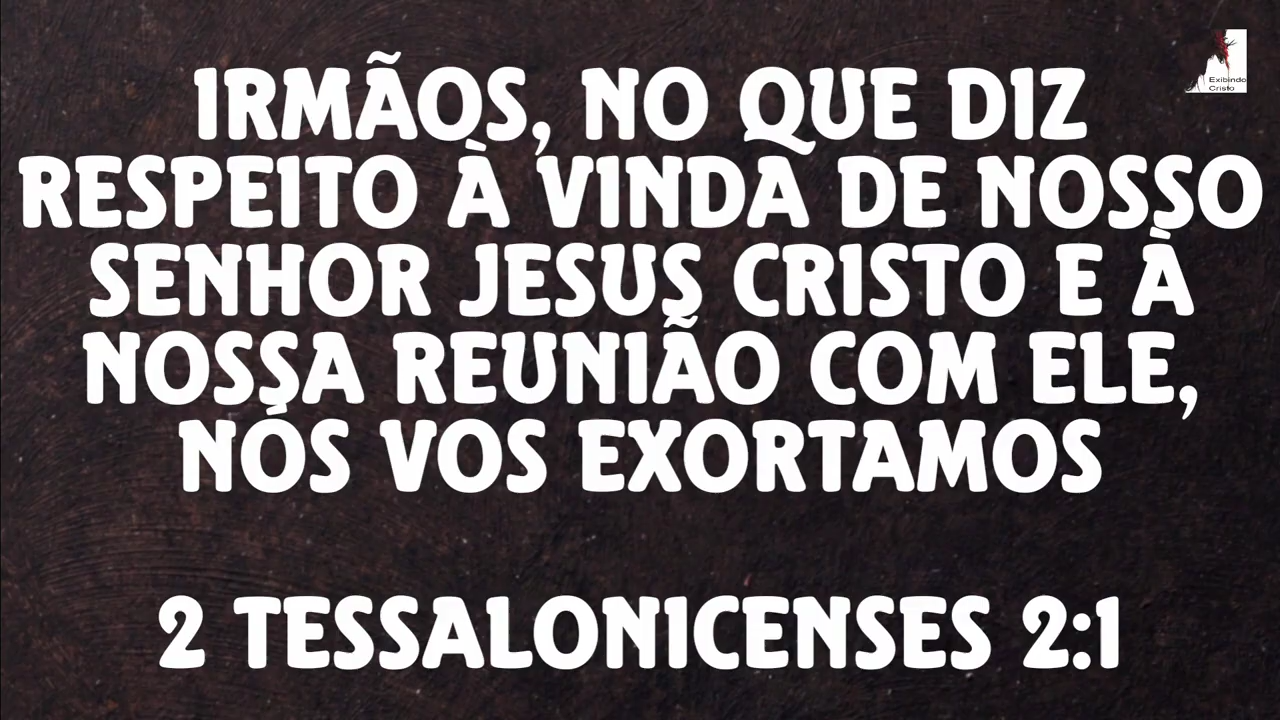 Exibindo
Cristo
IRMÃOS, NO QUE DIZ
RESPEITO À VINDA DE NOSSO
SENHOR JESUS CRISTO E À
NOSSA REUNIÃO COM ELE,
NÓS VOS EXORTAMOS
2 TESSALONICENSES 2:1